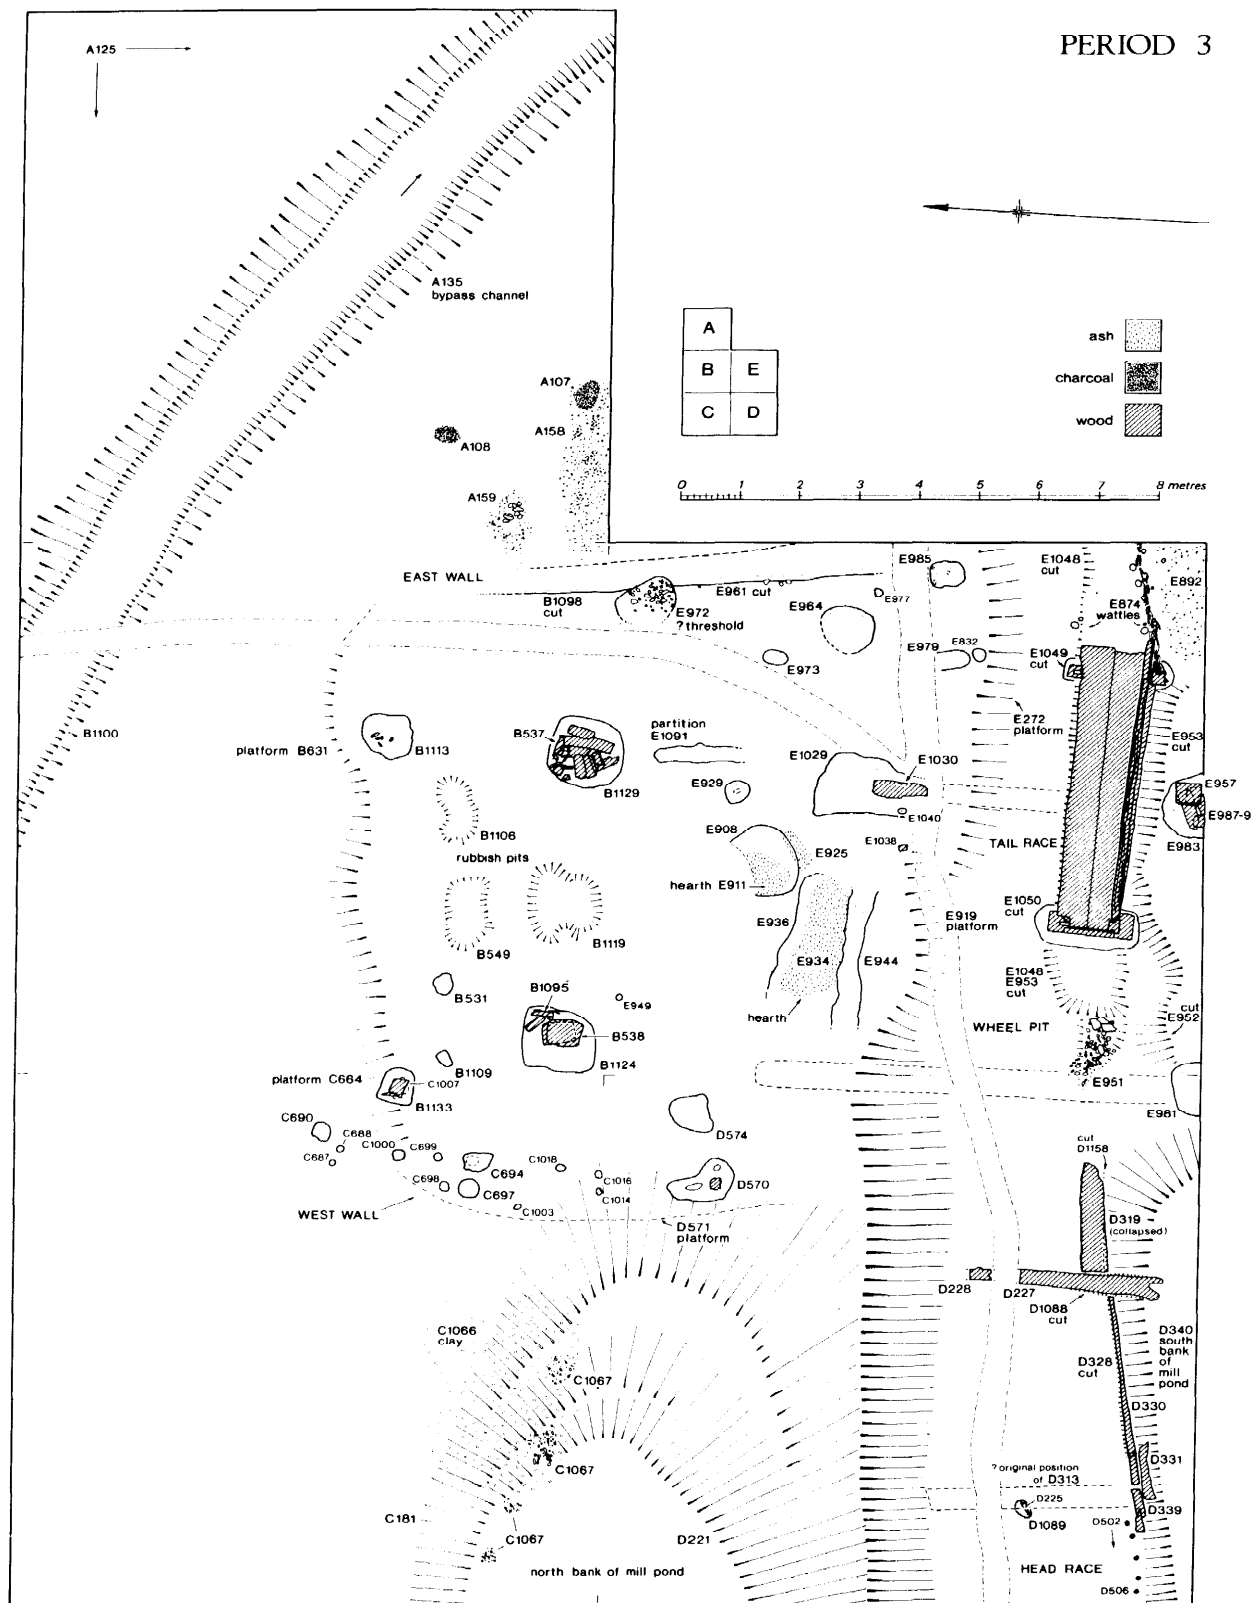 PERIOD 3
A125
A135
bypass channel
A
B E
C D
ash
charcoal
wood
A107
A108
A158
A159
0 1 2 3 4 5 6 7 8 metres
EAST WALL
B1098
cut
E972
? threshold
E961 cut
E964
E977
E985
E1048
cut
E892
E874
wattles
E973
E979
E832
E1049
cut
E272
platform
B1100
platform B631
B1113
B537
B1129
partition
E1091
E929
E1029
E1030
E1040
E953
cut
E957
E987-9
E983
B1106
rubbish pits
E908
E925
E1038
TAIL RACE
hearth E911
E1050
cut
E936
E919
platform
B549
B1119
E934
E944
E1048
E953
cut
B531
B1095
E949
hearth
WHEEL PIT
cut
E952
B538
B1109
B1124
platform C664
C1007
B1133
E951
E981
C690
C688
C687
C1000
C699
D574
cut
D1158
C694
C1018
C1016
C698
C697
C1014
C1003
D570
WEST WALL
D571
platform
D319
(collapsed)
D228
D227
D1088
cut
C1066
clay
C1067
D340
south
bank
of
mill
pond
D328
cut
D330
C1067
? original position
of D313
D331
D225
D1089
D339
C181
C1067
D221
D502
north bank of mill pond
HEAD RACE
D506